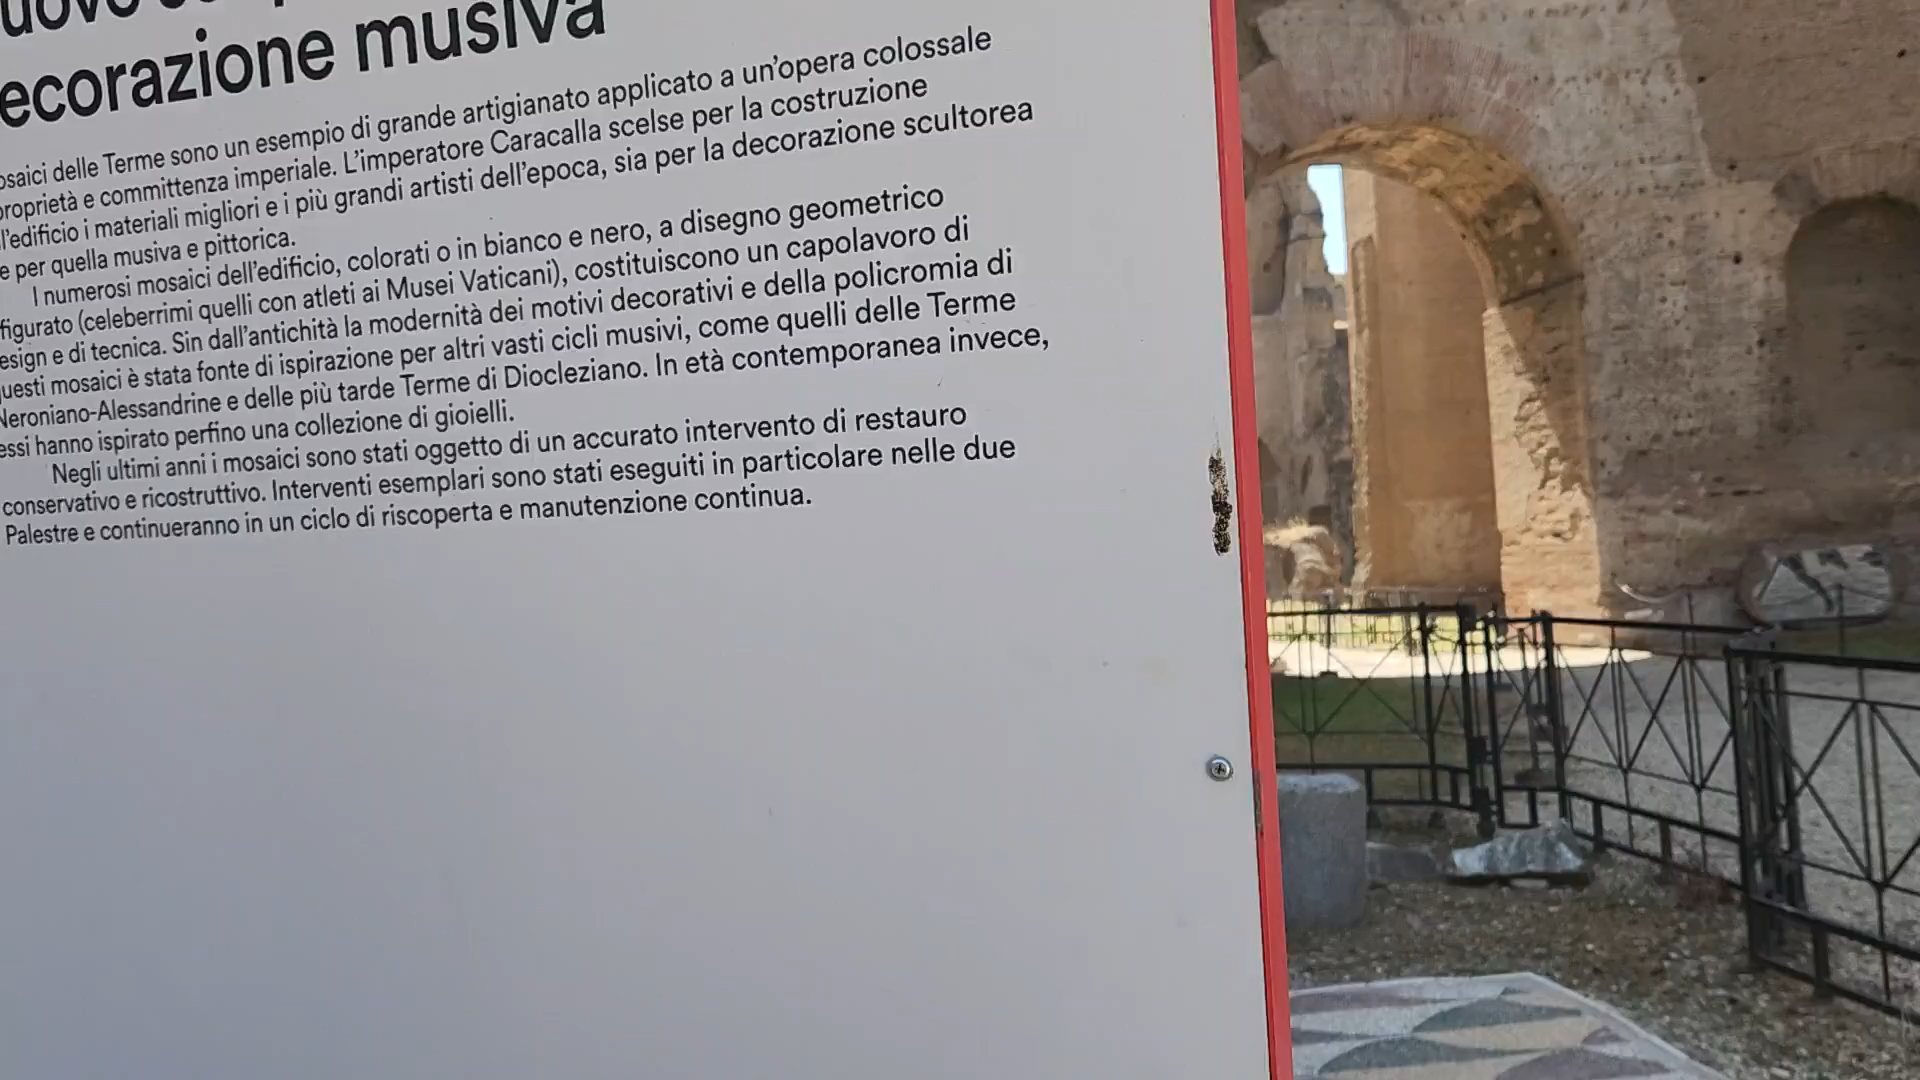 ecorazione musiva
osaici delle Terme sono un esempio di grande artigianato applicato a un'opera colossale
proprietà e committenza imperiale. L'imperatore Caracalla scelse per la costruzione
l'edificio i materiali migliori e i più grandi artisti dell'epoca, sia per la decorazione scultorea
e per quella musiva e pittorica.
I numerosi mosaici dell'edificio, colorati o in bianco e nero, a disegno geometrico
figurato (celeberrimi quelli con atleti ai Musei Vaticani), costituiscono un capolavoro di
esign e di tecnica. Sin dall'antichità la modernità dei motivi decorativi e della policromia di
uesti mosaici è stata fonte di ispirazione per altri vasti cicli musivi, come quelli delle Terme
Neroniano-Alessandrine e delle più tarde Terme di Diocleziano. In età contemporanea invece,
essi hanno ispirato perfino una collezione di gioielli.
Negli ultimi anni i mosaici sono stati oggetto di un accurato intervento di restauro
conservativo e ricostruttivo. Interventi esemplari sono stati eseguiti in particolare nelle due
Palestre e continueranno in un ciclo di riscoperta e manutenzione continua.